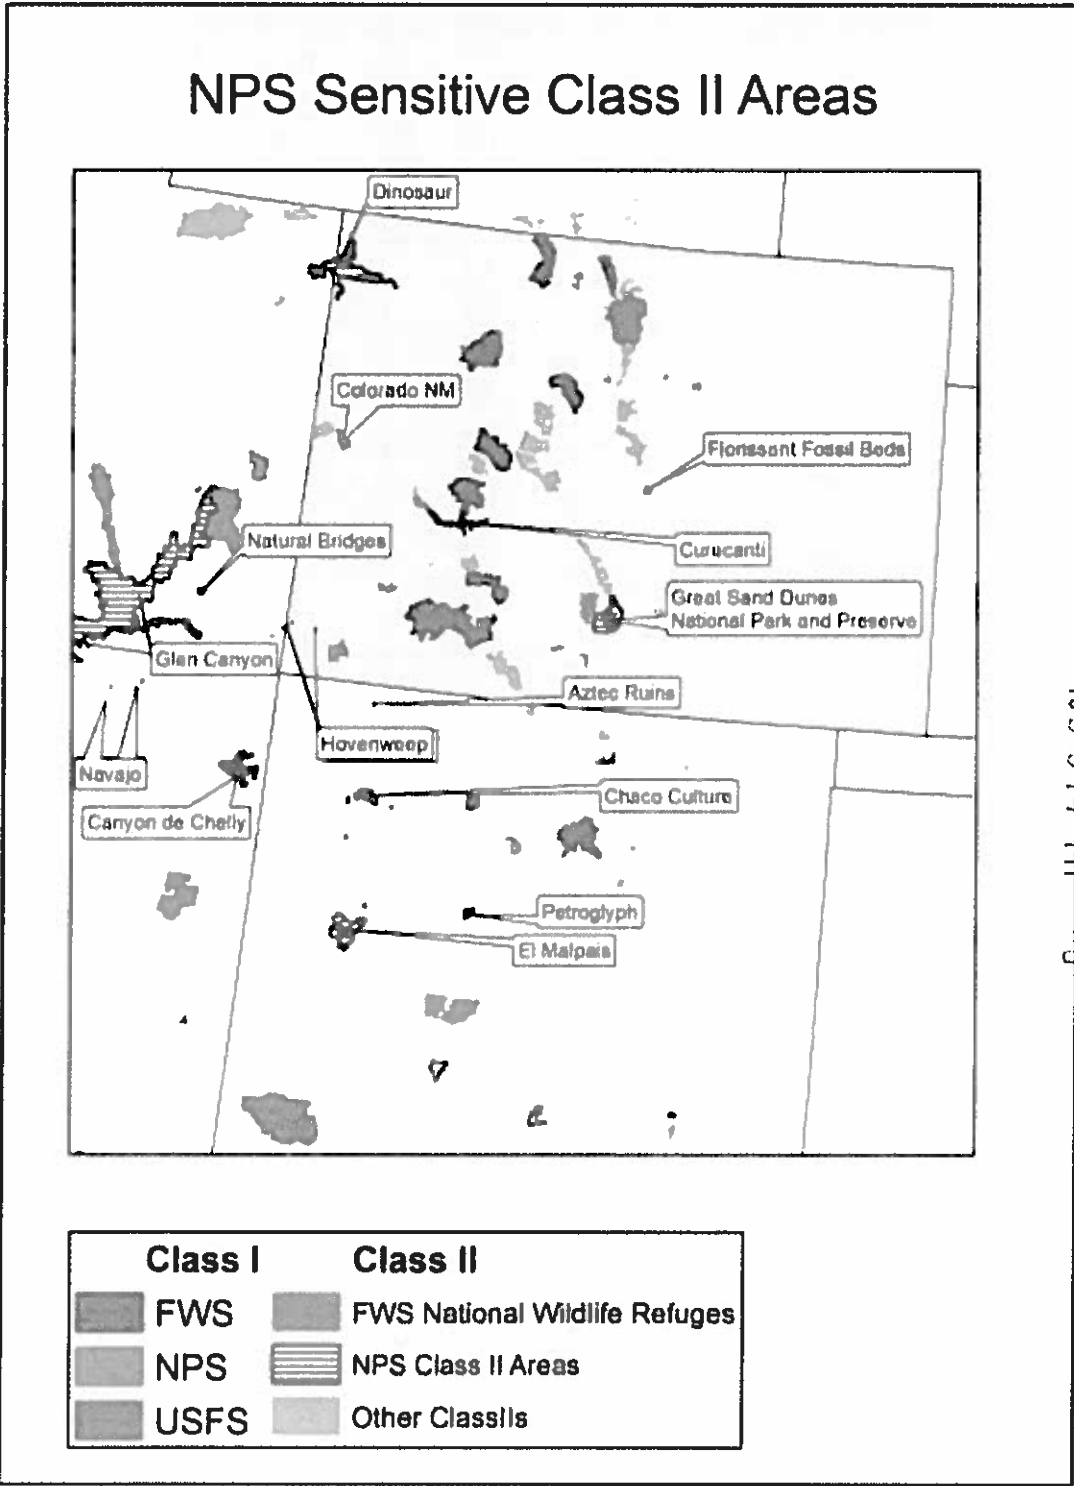 NPS Sensitive Class II Areas
Dinosaur
Colorado NM
Florissant Fossil Beds
Natural Bridges
Curucanti
Great Sand Dunes
National Park and Preserve
Glen Canyon
Aztec Ruins
Hovenweep
Navajo
Chaco Culture
Canyon de Chelly
Petroglyph
El Malpais
Class I
Class II
FWS
FWS National Wildlife Refuges
NPS
NPS Class II Areas
USFS
Other ClassIIs